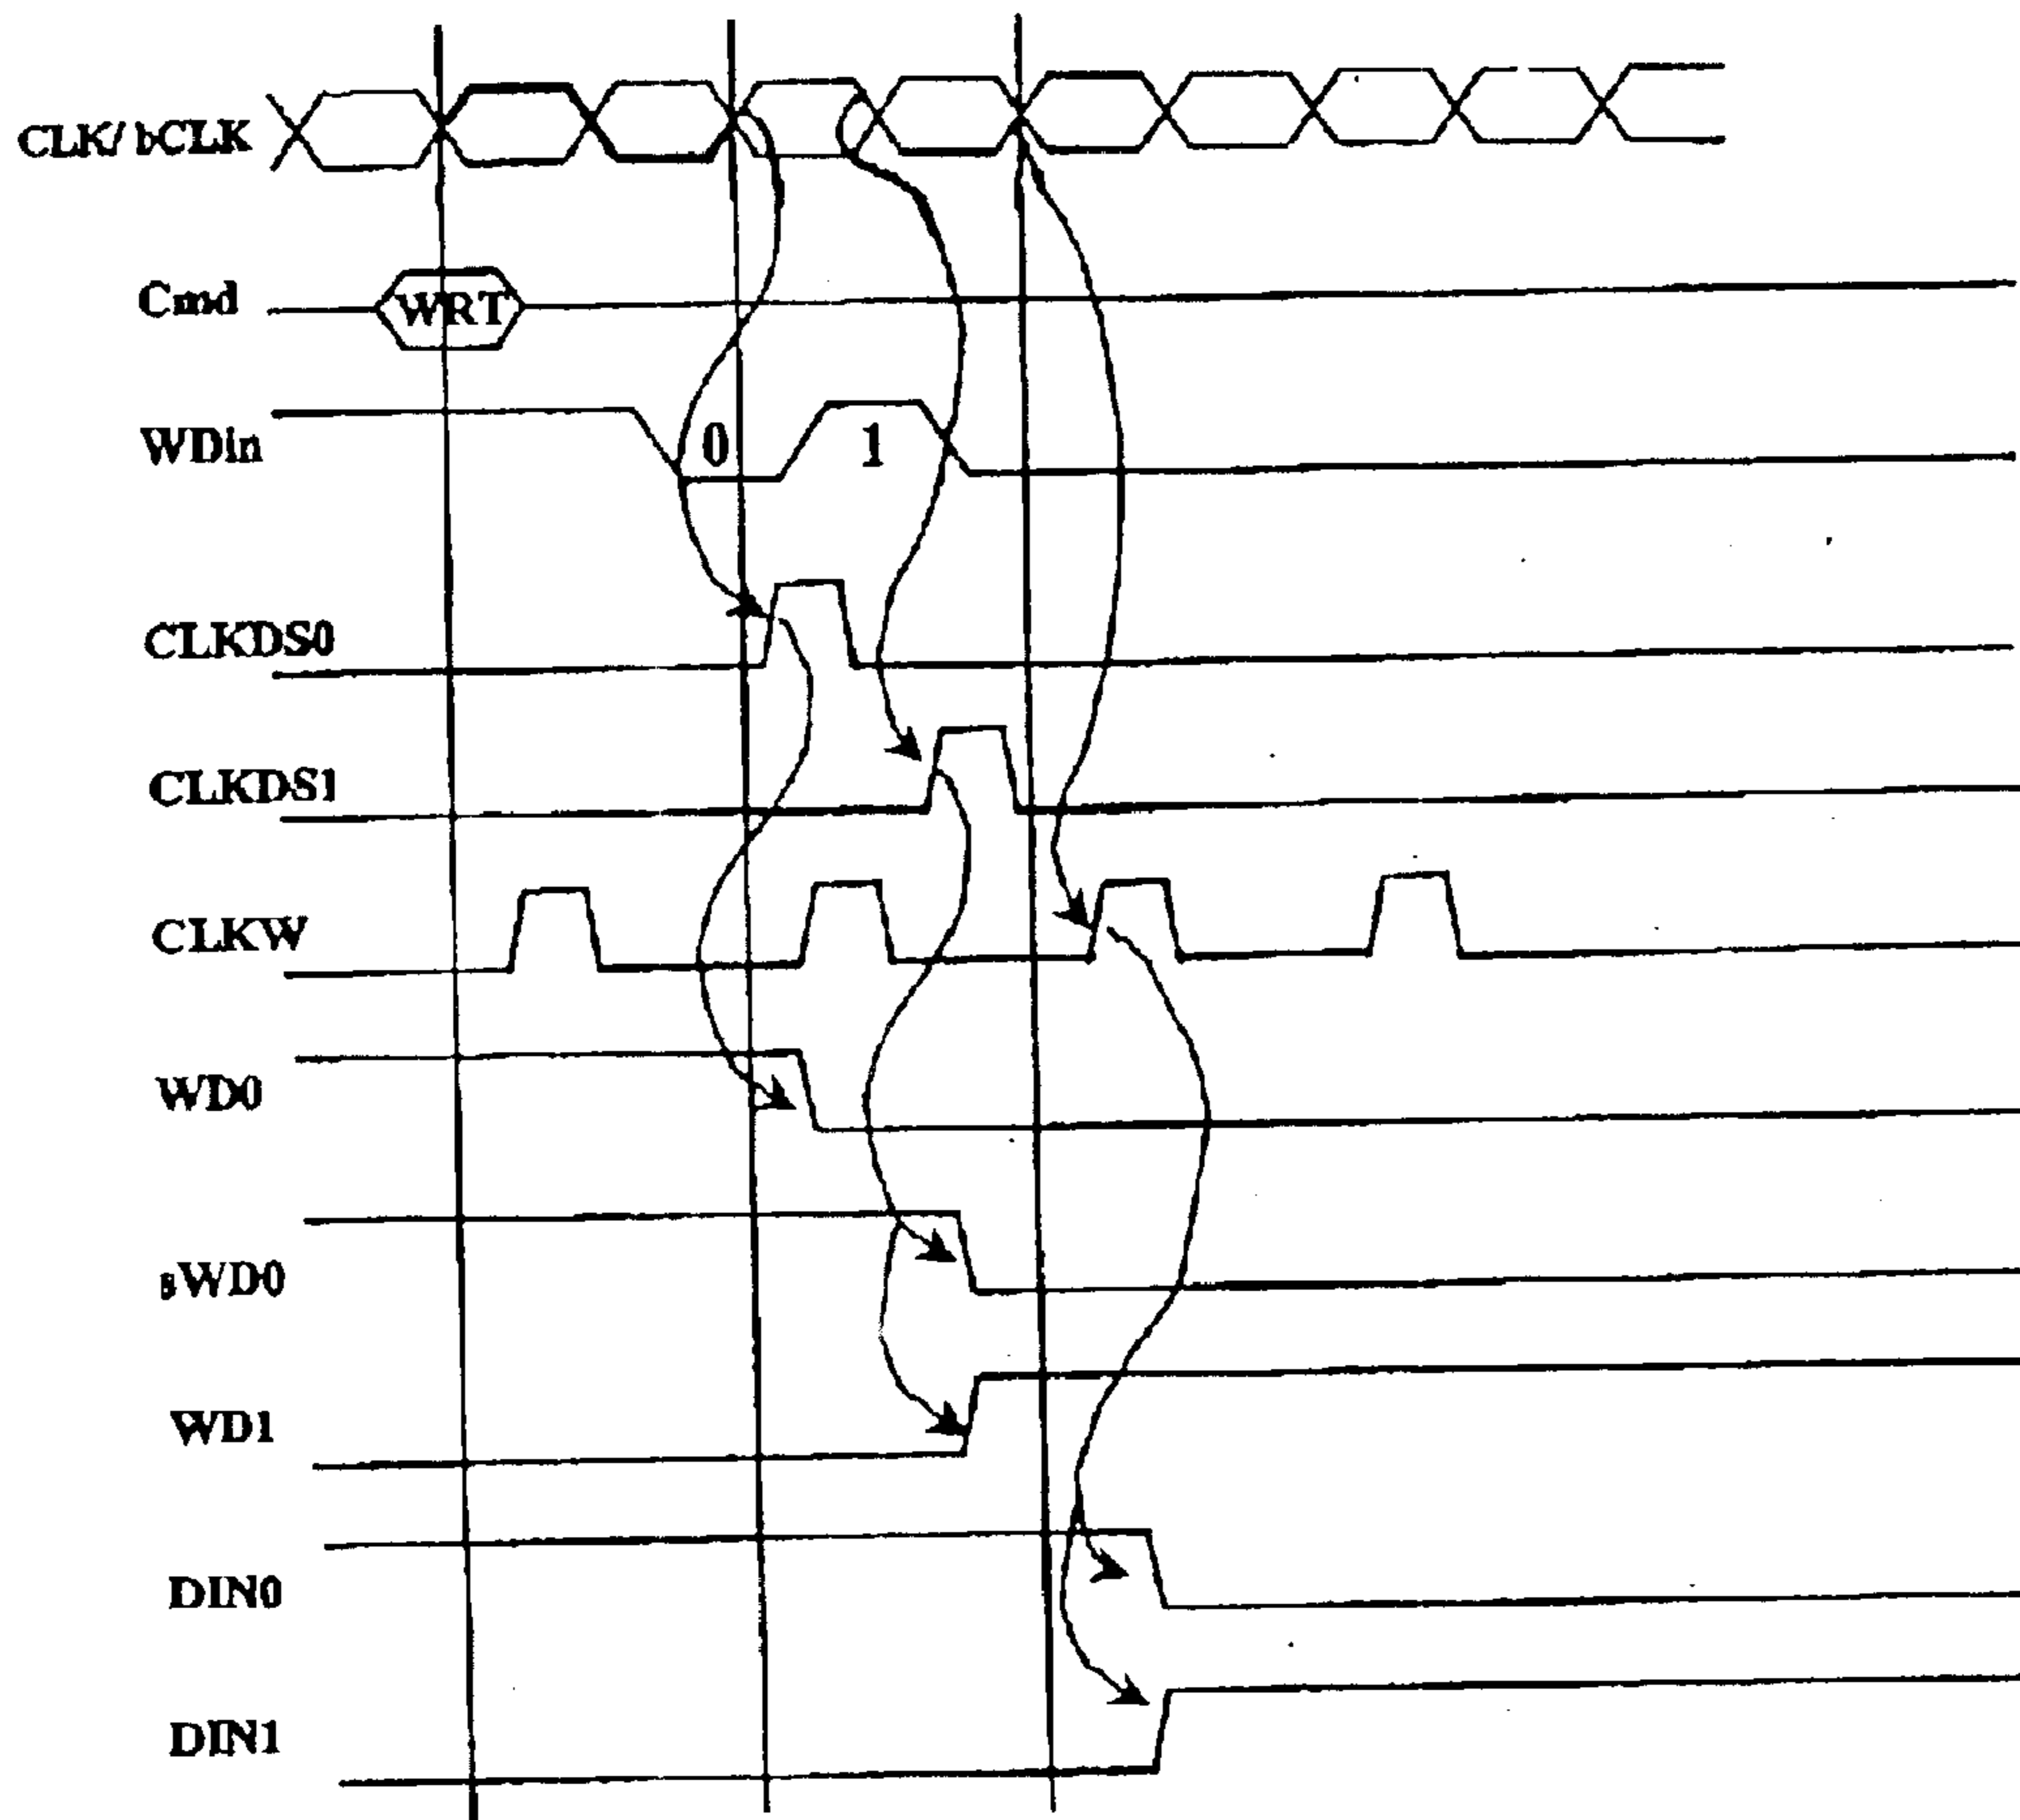 CLK/ bCLK
Cmd
WRT
WDin
0
1
CLKDS0
CLKDS1
CLKW
WD0
sWD0
WD1
DIN0
DIN1